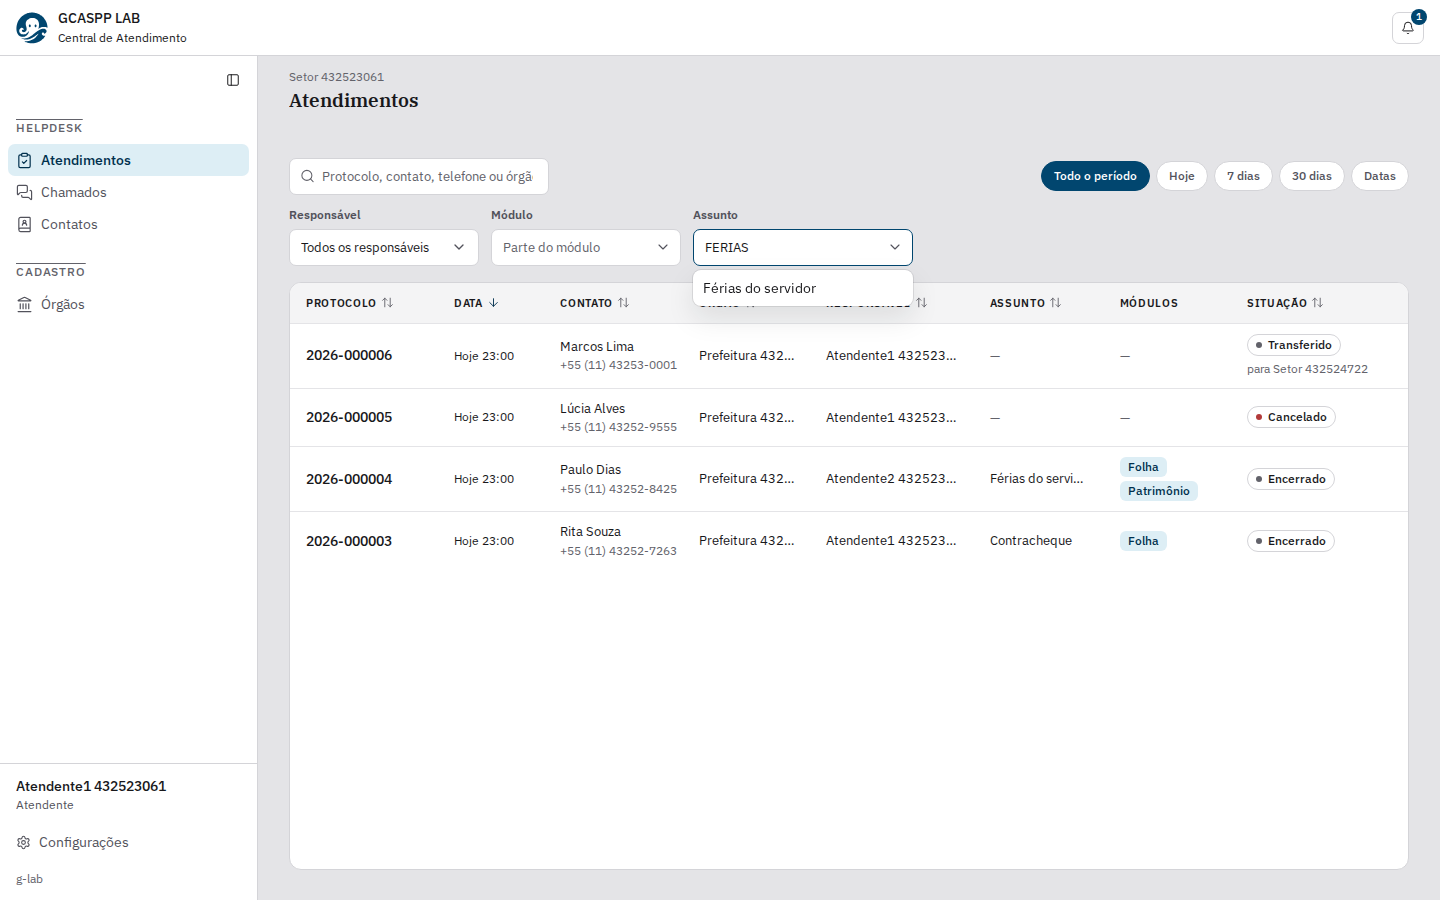 GCASPP LAB
Central de Atendimento
1
HELPDESK
Atendimentos
Chamados
Contatos
CADASTRO
Órgãos
Atendente1 432523061
Atendente
Configurações
g-lab
Setor 432523061
Atendimentos
Protocolo, contato, telefone ou órgã
Todo o período
Hoje
7 dias
30 dias
Datas
Responsável
Módulo
Assunto
Todos os responsáveis
Parte do módulo
FERIAS
Férias do servidor
PROTOCOLO DATA CONTATO ASSUNTO MÓDULOS SITUAÇÃO
2026-000006 Hoje 23:00 Marcos Lima +55 (11) 43253-0001 Prefeitura 432... Atendente1 432523... — — Transferido
para Setor 432524722
2026-000005 Hoje 23:00 Lúcia Alves +55 (11) 43252-9555 Prefeitura 432... Atendente1 432523... — — Cancelado
2026-000004 Hoje 23:00 Paulo Dias +55 (11) 43252-8425 Prefeitura 432... Atendente2 432523... Férias do servi... Folha Patrimônio Encerrado
2026-000003 Hoje 23:00 Rita Souza +55 (11) 43252-7263 Prefeitura 432... Atendente1 432523... Contracheque Folha Encerrado